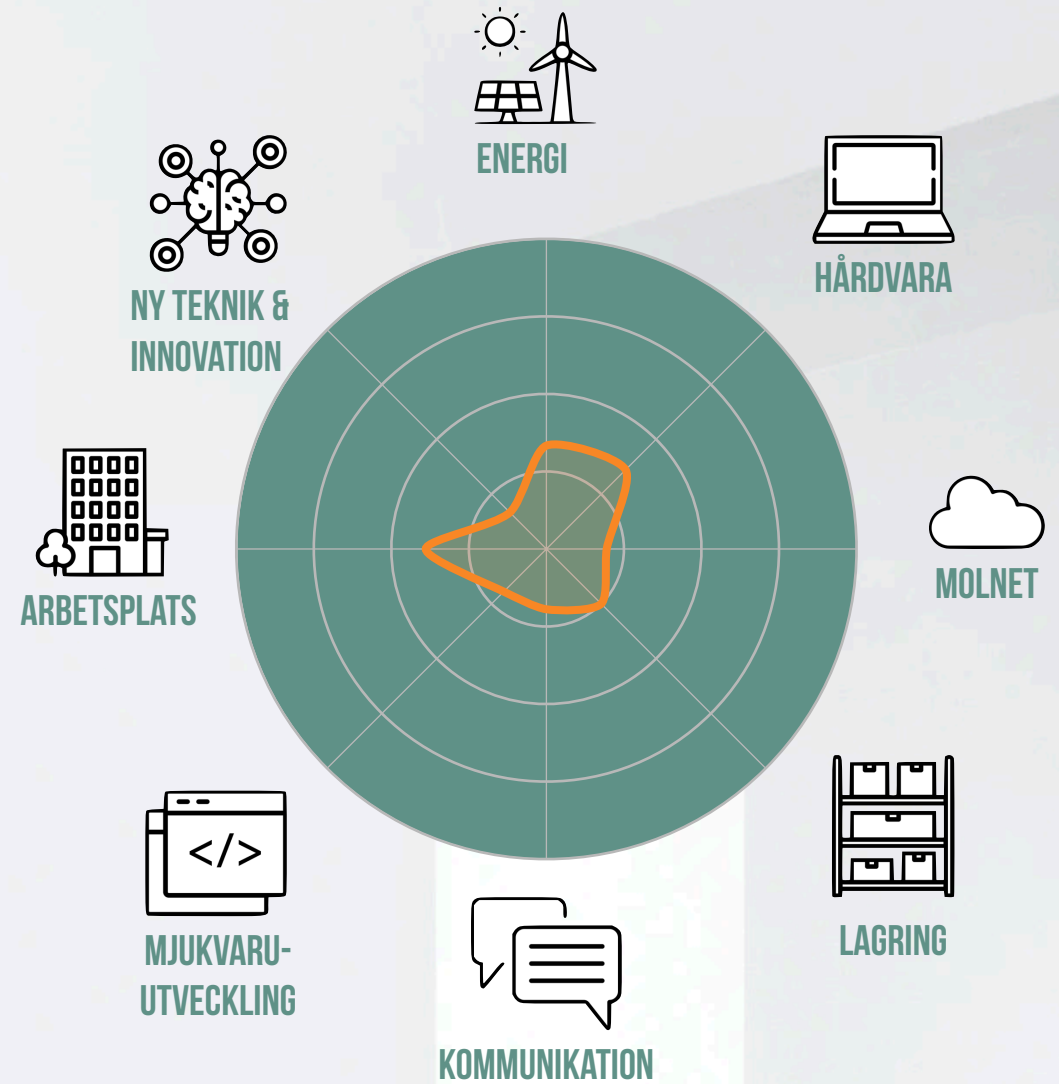 ENERGI
HÅRDVARA
NY TEKNIK &
INNOVATION
MOLNET
ARBETSPLATS
</>
LAGRING
MJUKVARU-
UTVECKLING
KOMMUNIKATION